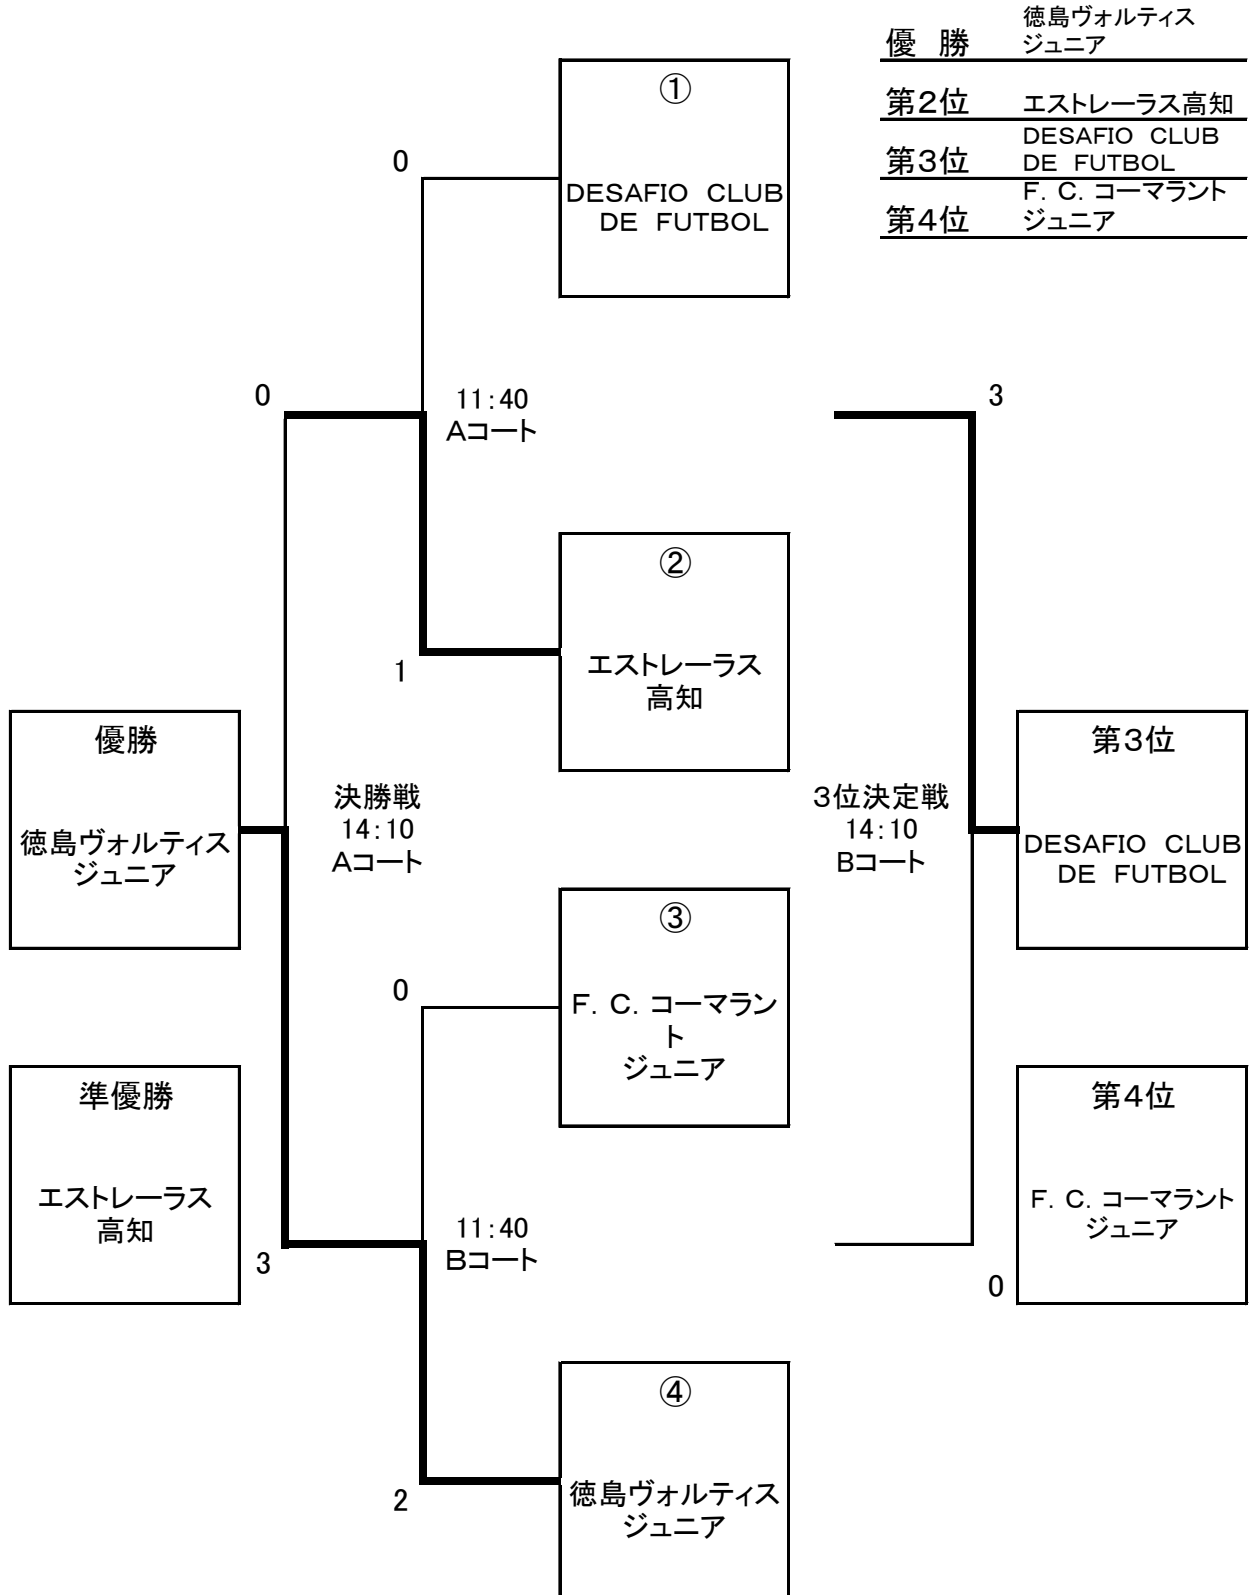 徳島ヴォルティス
優　勝　ジュニア
①
第２位　エストレーラス高知
DESAFIO　CLUB
0
第３位　DE　FUTBOL
DESAFIO　CLUB
DE　FUTBOL
F．C．コーマラント
第４位　ジュニア
0
11：40
Aコート
3
②
1
エストレーラス
高知
優勝
徳島ヴォルティス
ジュニア
決勝戦
14：10
Aコート
3位決定戦
14：10
Bコート
第３位
DESAFIO　CLUB
DE　FUTBOL
③
0
F．C．コーマラン
ト
ジュニア
準優勝
エストレーラス
高知
第４位
F．C．コーマラント
ジュニア
3
11：40
Bコート
0
④
2
徳島ヴォルティス
ジュニア